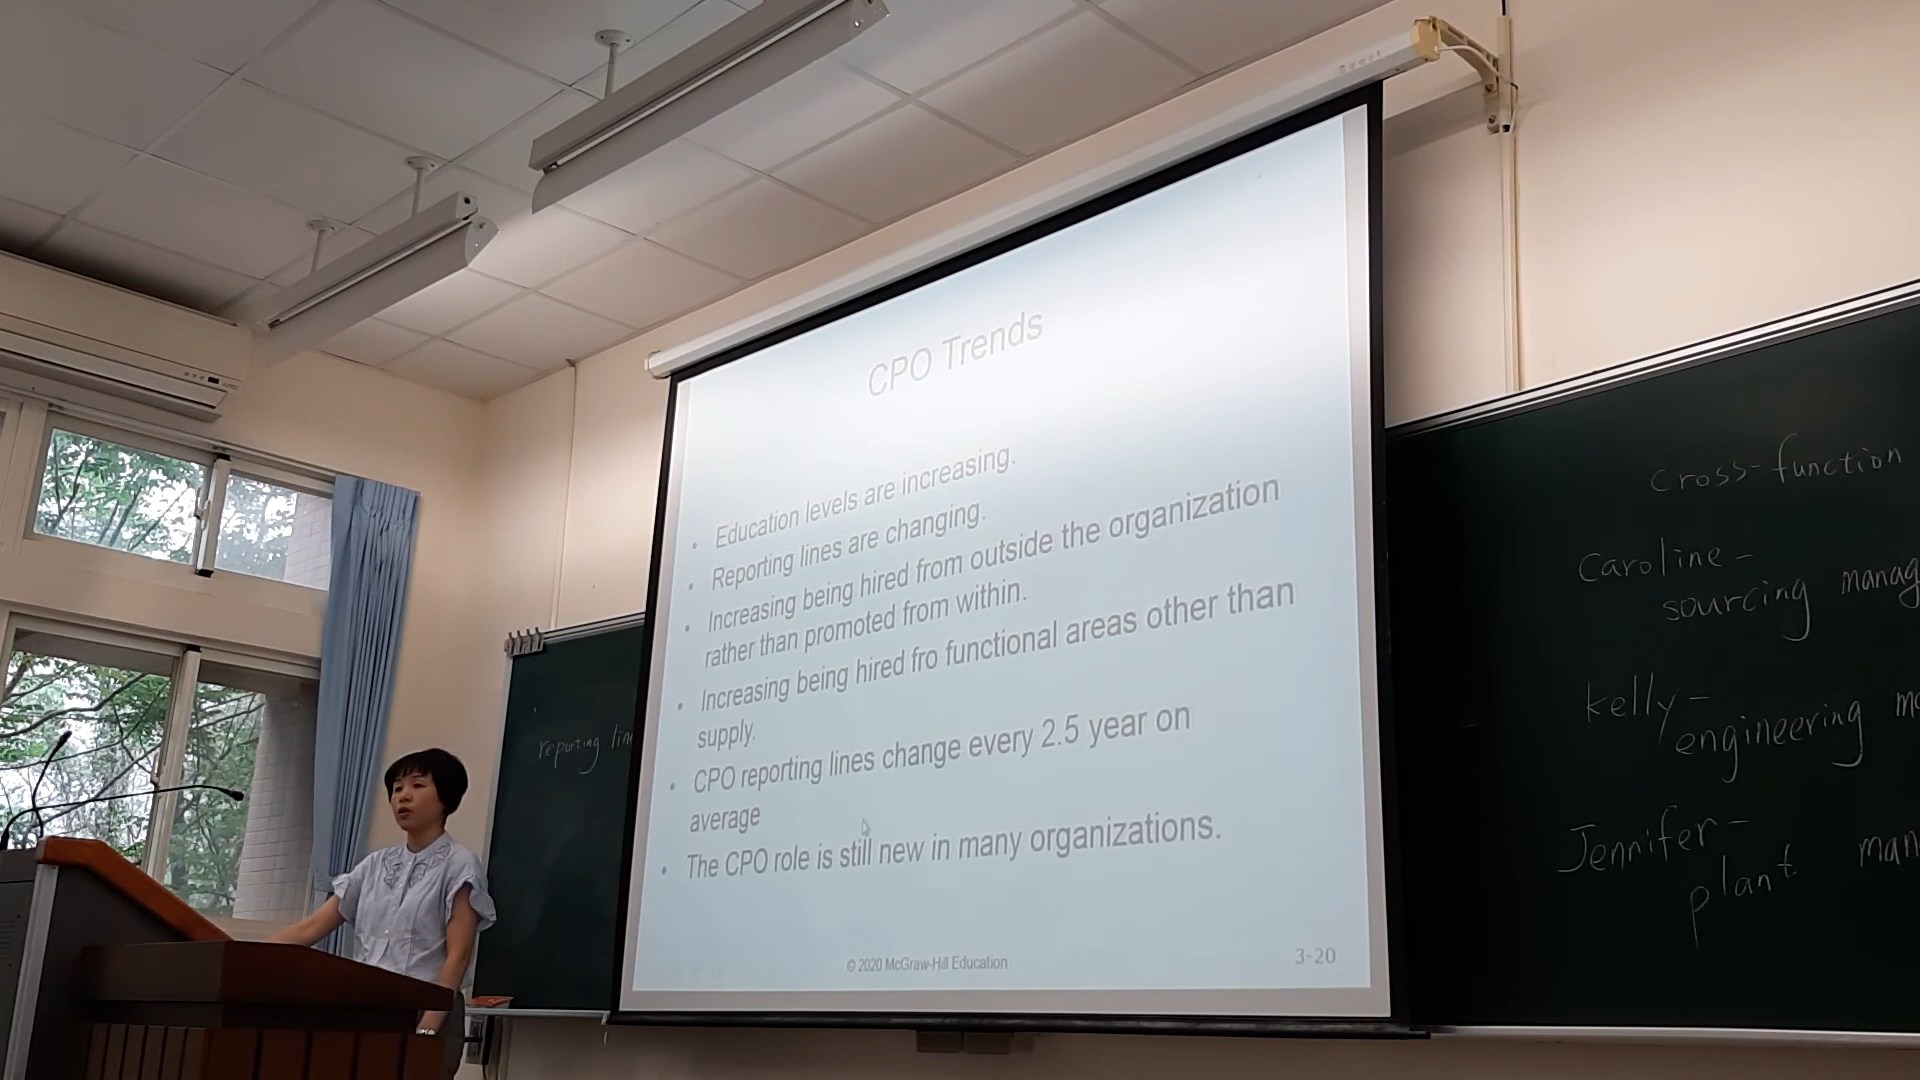 CPO Trends
• Education levels are increasing.
• Reporting lines are changing.
• Increasing being hired from outside the organization
rather than promoted from within.
• Increasing being hired fro functional areas other than
supply.
• CPO reporting lines change every 2.5 year on
average
• The CPO role is still new in many organizations.
© 2020 McGraw-Hill Education
3-20
reporting
Cross-function
Caroline -
sourcing
Kelly -
engineering
Jennifer -
plant